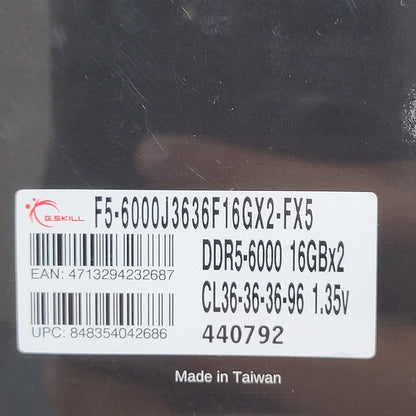 G.SKILL
F5-6000J3636F16GX2-FX5
EAN: 4713294232687
DDR5-6000 16GBx2
CL36-36-36-96 1.35v
UPC: 848354042686
440792
Made in Taiwan